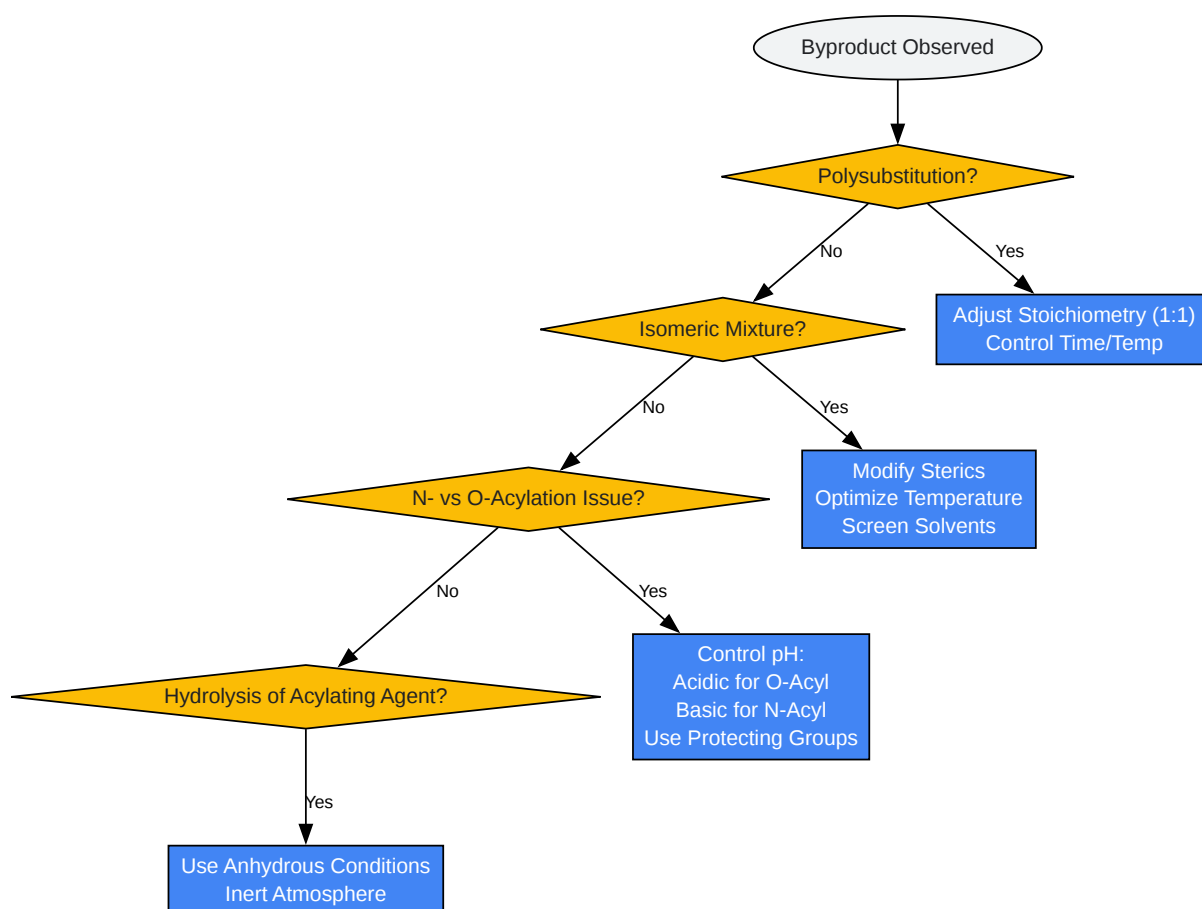 Byproduct Observed
Polysubstitution?
No
Yes
Adjust Stoichiometry (1:1)
Control Time/Temp
Isomeric Mixture?
No
Yes
Modify Sterics
Optimize Temperature
Screen Solvents
N- vs O-Acylation Issue?
No
Yes
Control pH:
Acidic for O-Acyl
Basic for N-Acyl
Use Protecting Groups
Hydrolysis of Acylating Agent?
Yes
Use Anhydrous Conditions
Inert Atmosphere